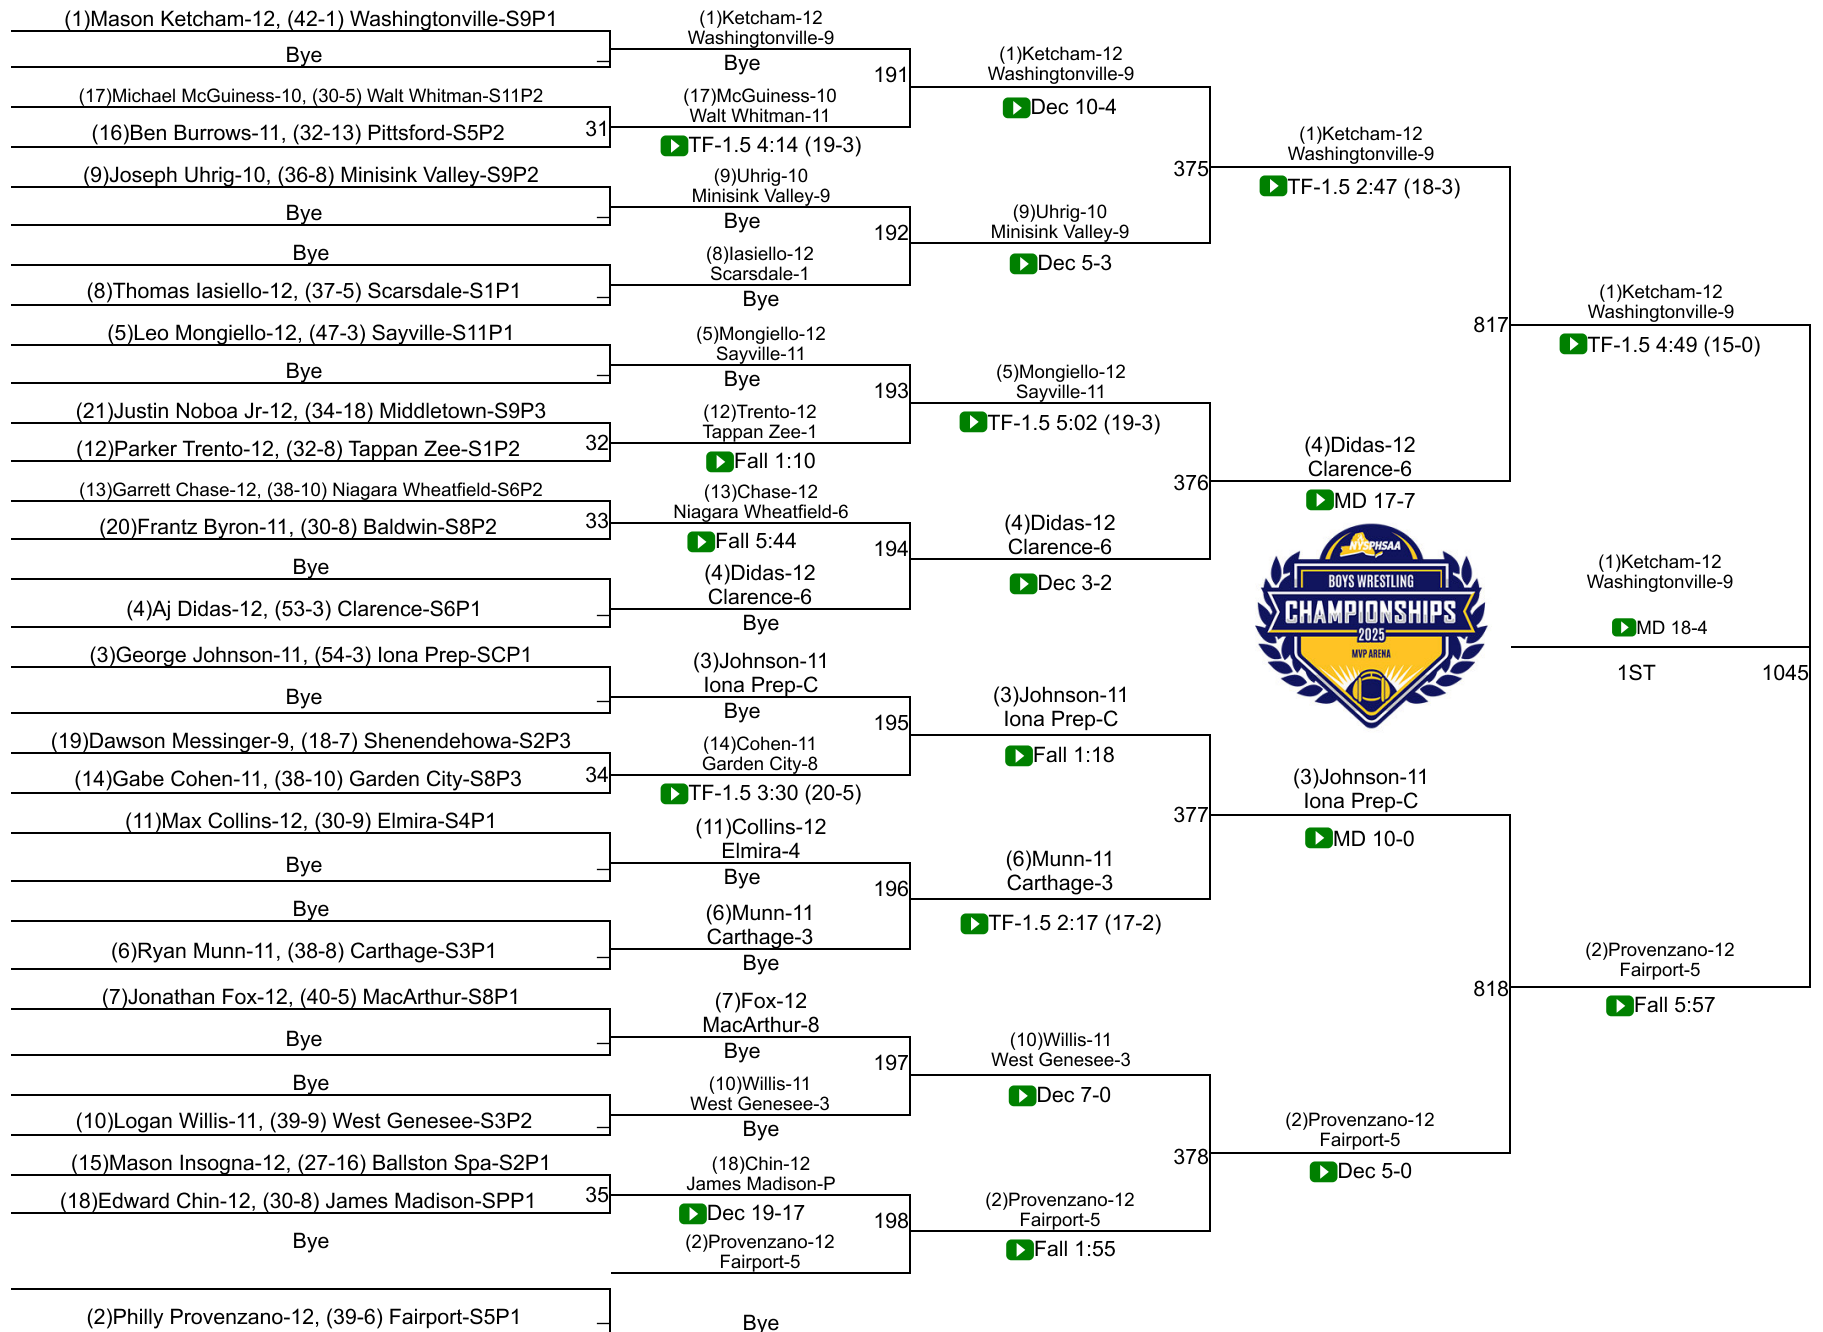 (1)Mason Ketcham-12, (42-1) Washingtonville-S9P1
Bye
(17)Michael McGuiness-10, (30-5) Walt Whitman-S11P2
(16)Ben Burrows-11, (32-13) Pittsford-S5P2
31
(9)Joseph Uhrig-10, (36-8) Minisink Valley-S9P2
Bye
Bye
(8)Thomas Iasiello-12, (37-5) Scarsdale-S1P1
(5)Leo Mongiello-12, (47-3) Sayville-S11P1
Bye
(21)Justin Noboa Jr-12, (34-18) Middletown-S9P3
(12)Parker Trento-12, (32-8) Tappan Zee-S1P2
32
(13)Garrett Chase-12, (38-10) Niagara Wheatfield-S6P2
(20)Frantz Byron-11, (30-8) Baldwin-S8P2
33
Bye
(4)Aj Didas-12, (53-3) Clarence-S6P1
(3)George Johnson-11, (54-3) Iona Prep-SCP1
Bye
(19)Dawson Messinger-9, (18-7) Shenendehowa-S2P3
(14)Gabe Cohen-11, (38-10) Garden City-S8P3
34
(11)Max Collins-12, (30-9) Elmira-S4P1
Bye
Bye
(6)Ryan Munn-11, (38-8) Carthage-S3P1
(7)Jonathan Fox-12, (40-5) MacArthur-S8P1
Bye
Bye
(10)Logan Willis-11, (39-9) West Genesee-S3P2
(15)Mason Insogna-12, (27-16) Ballston Spa-S2P1
(18)Edward Chin-12, (30-8) James Madison-SPP1
35
Bye
(2)Philly Provenzano-12, (39-6) Fairport-S5P1
(1)Ketcham-12
Washingtonville-9
Bye
191
(17)McGuiness-10
Walt Whitman-11
TF-1.5 4:14 (19-3)
(9)Uhrig-10
Minisink Valley-9
Bye
192
(8)Iasiello-12
Scarsdale-1
Bye
(5)Mongiello-12
Sayville-11
Bye
193
(12)Trento-12
Tappan Zee-1
Fall 1:10
(13)Chase-12
Niagara Wheatfield-6
Fall 5:44
194
(4)Didas-12
Clarence-6
Bye
(3)Johnson-11
Iona Prep-C
Bye
195
(14)Cohen-11
Garden City-8
TF-1.5 3:30 (20-5)
(11)Collins-12
Elmira-4
Bye
196
(6)Munn-11
Carthage-3
Bye
(7)Fox-12
MacArthur-8
Bye
197
(10)Willis-11
West Genesee-3
Bye
(18)Chin-12
James Madison-P
Dec 19-17
198
(2)Provenzano-12
Fairport-5
Bye
(1)Ketcham-12
Washingtonville-9
Dec 10-4
375
(9)Uhrig-10
Minisink Valley-9
Dec 5-3
(5)Mongiello-12
Sayville-11
TF-1.5 5:02 (19-3)
376
(4)Didas-12
Clarence-6
Dec 3-2
(3)Johnson-11
Iona Prep-C
Fall 1:18
377
(6)Munn-11
Carthage-3
TF-1.5 2:17 (17-2)
(10)Willis-11
West Genesee-3
Dec 7-0
378
(2)Provenzano-12
Fairport-5
Fall 1:55
(1)Ketcham-12
Washingtonville-9
TF-1.5 2:47 (18-3)
817
(4)Didas-12
Clarence-6
MD 17-7
NYSPHSAA
BOYS WRESTLING
CHAMPIONSHIPS
2025
MVP ARENA
(3)Johnson-11
Iona Prep-C
MD 10-0
818
(2)Provenzano-12
Fairport-5
Dec 5-0
(1)Ketcham-12
Washingtonville-9
TF-1.5 4:49 (15-0)
(1)Ketcham-12
Washingtonville-9
MD 18-4
1ST
1045
(2)Provenzano-12
Fairport-5
Fall 5:57